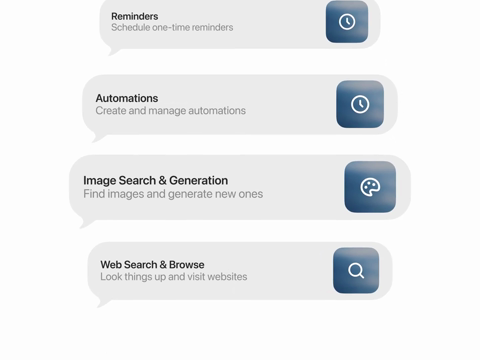 Reminders
Schedule one-time reminders
Automations
Create and manage automations
Image Search & Generation
Find images and generate new ones
Web Search & Browse
Look things up and visit websites